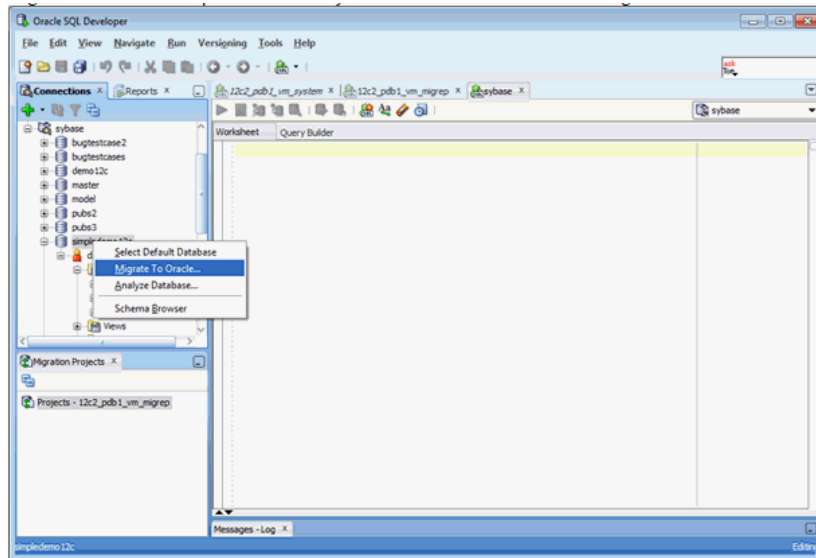 Oracle SQL Developer
File Edit View Navigate Run Versioning Tools Help
Connections Reports
12c2_pdb1_vm_system 12c2_pdb1_vm_migrep sybase
sybase
Worksheet Query Builder
sybase
bugtestcase2
bugtestcases
demo12c
master
model
pubs2
pubs3
Select Default Database
Migrate To Oracle...
Analyze Database...
Schema Browser
Views
Migration Projects
Projects - 12c2_pdb1_vm_migrep
Messages - Log
simpledemo12c